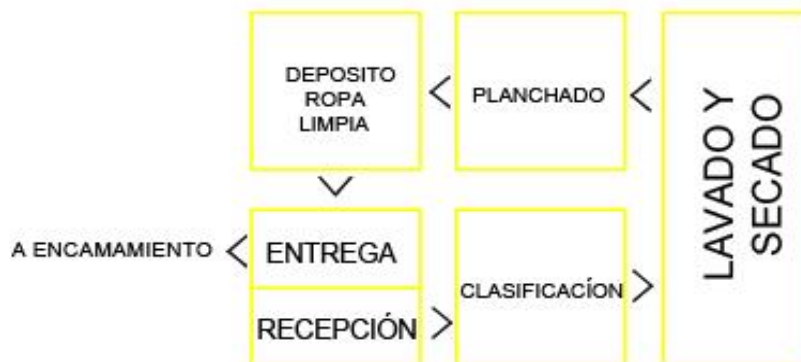 DEPOSITO
ROPA
LIMPIA
PLANCHADO
LAVADO Y
SECADO
A ENCAMAMIENTO
ENTREGA
CLASIFICACÍON
RECEPCIÓN